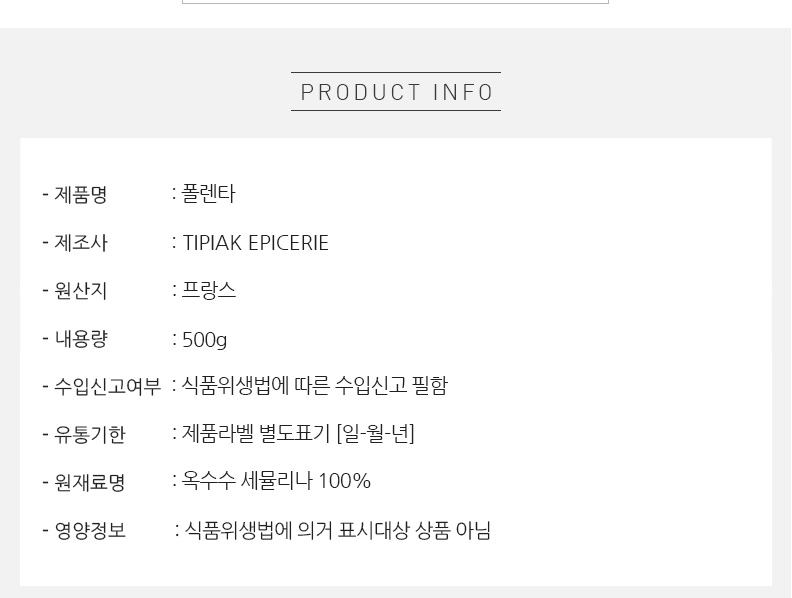 PRODUCT INFO
- 제품명 : 폴렌타
- 제조사 : TIPIAK EPICERIE
- 원산지 : 프랑스
- 내용량 : 500g
- 수입신고여부 : 식품위생법에 따른 수입신고 필함
- 유통기한 : 제품라벨 별도표기 [일-월-년]
- 원재료명 : 옥수수 세뮬리나 100%
- 영양정보 : 식품위생법에 의거 표시대상 상품 아님